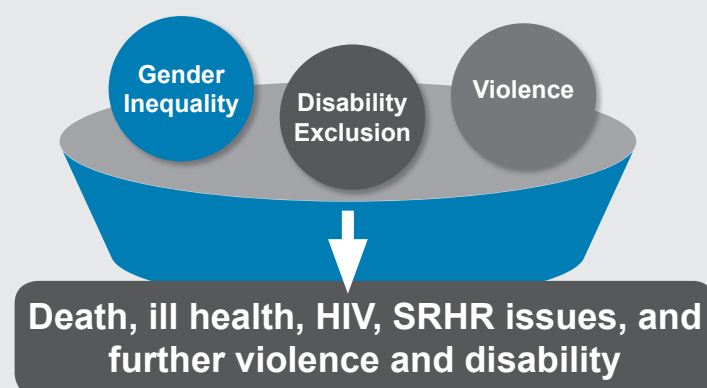 Gender
Inequality
Disability
Exclusion
Violence
Death, ill health, HIV, SRHR issues, and
further violence and disability